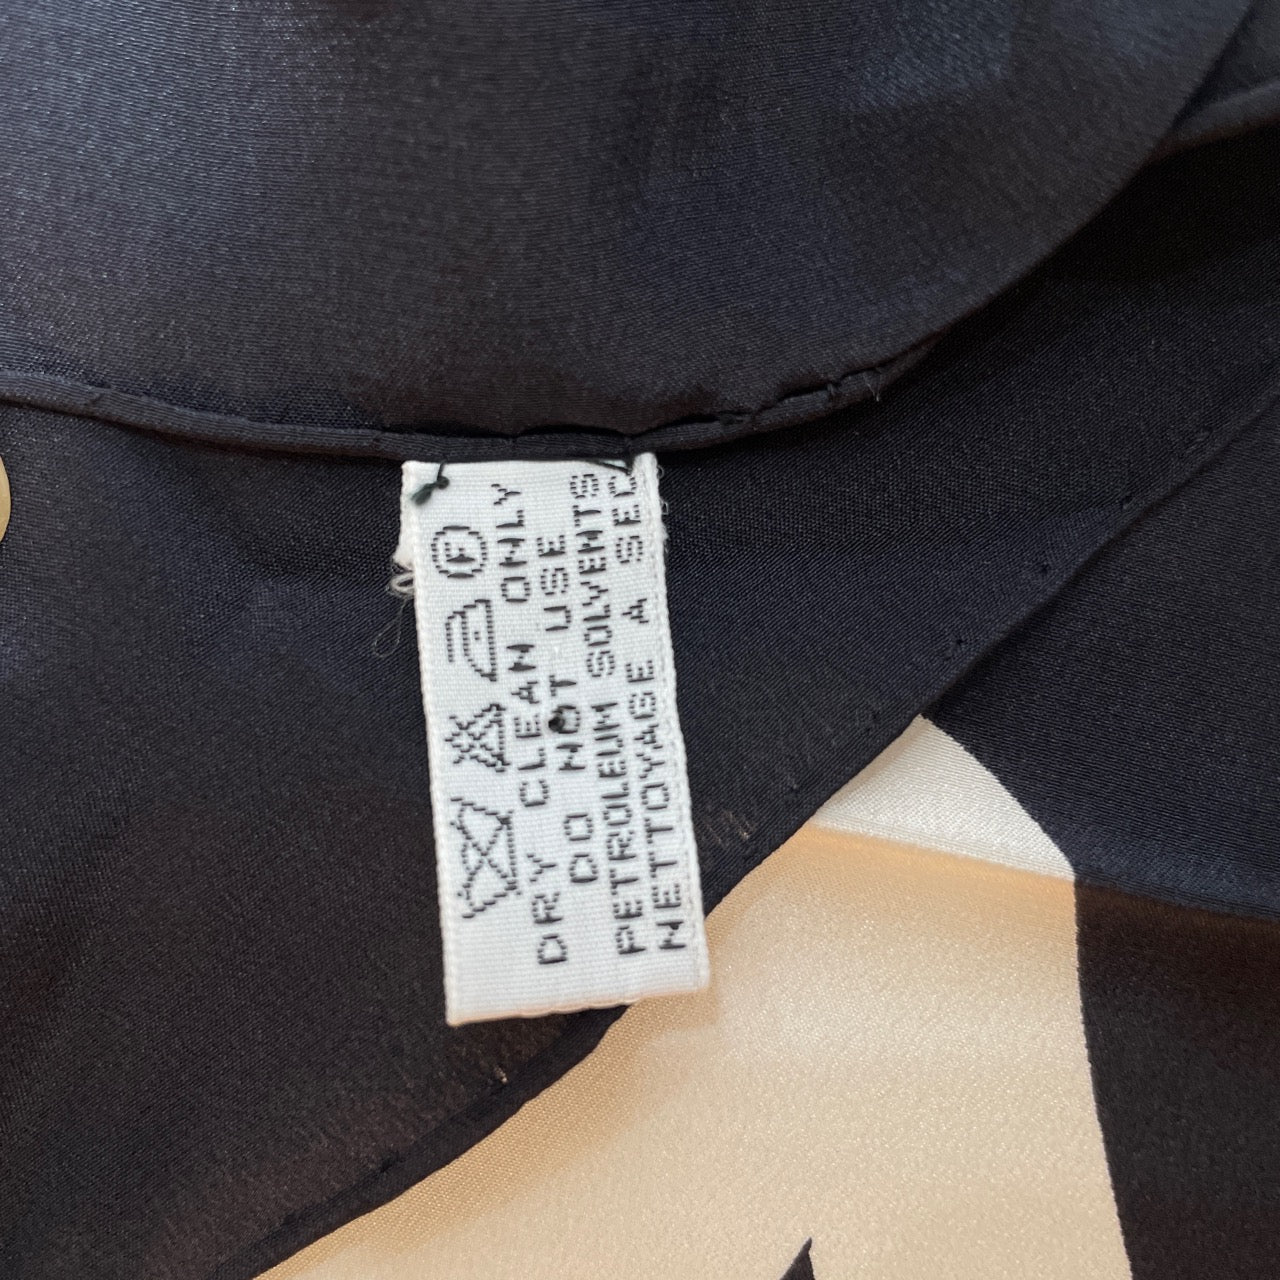 F
DRY CLEAN ONLY
DO NOT USE
PETROLEUM SOLVENTS
NETTOYAGE A SEC